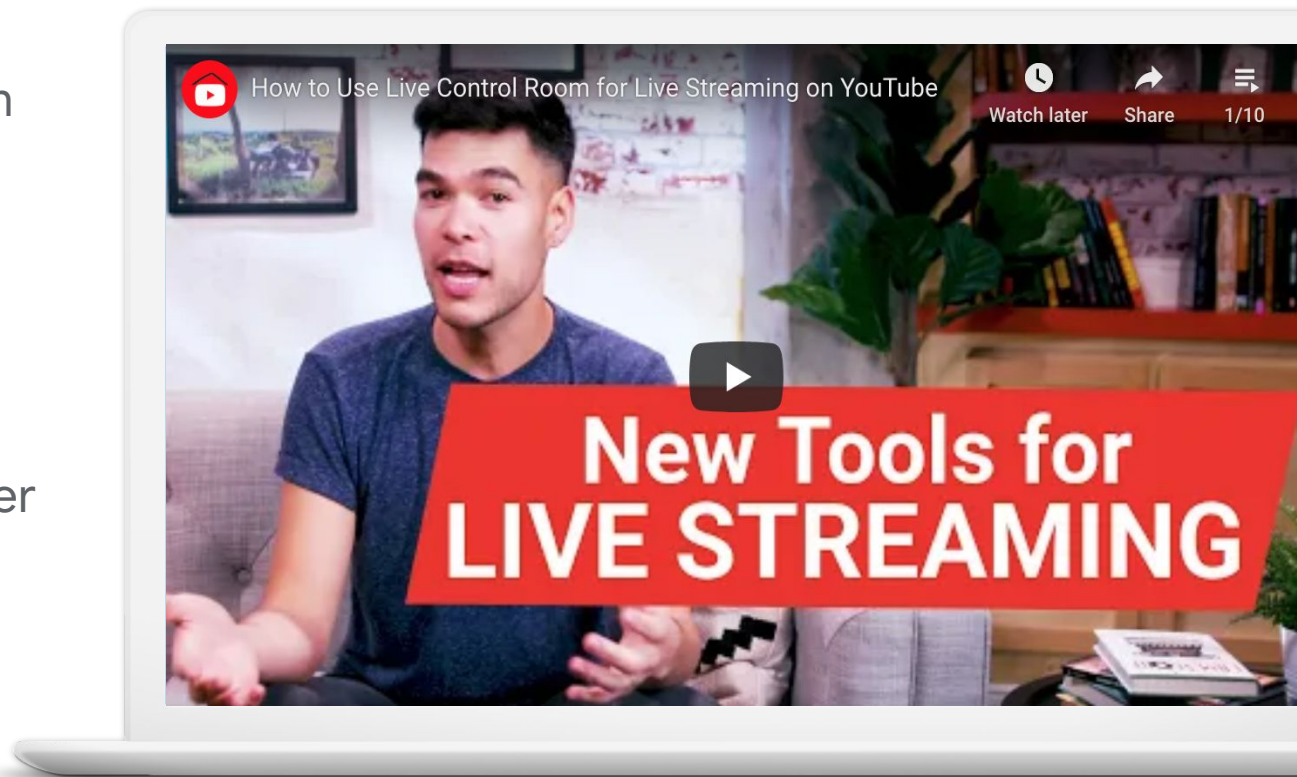 n
er
How to Use Live Control Room for Live Streaming on YouTube
Watch later
Share
1/10
New Tools for
LIVE STREAMING